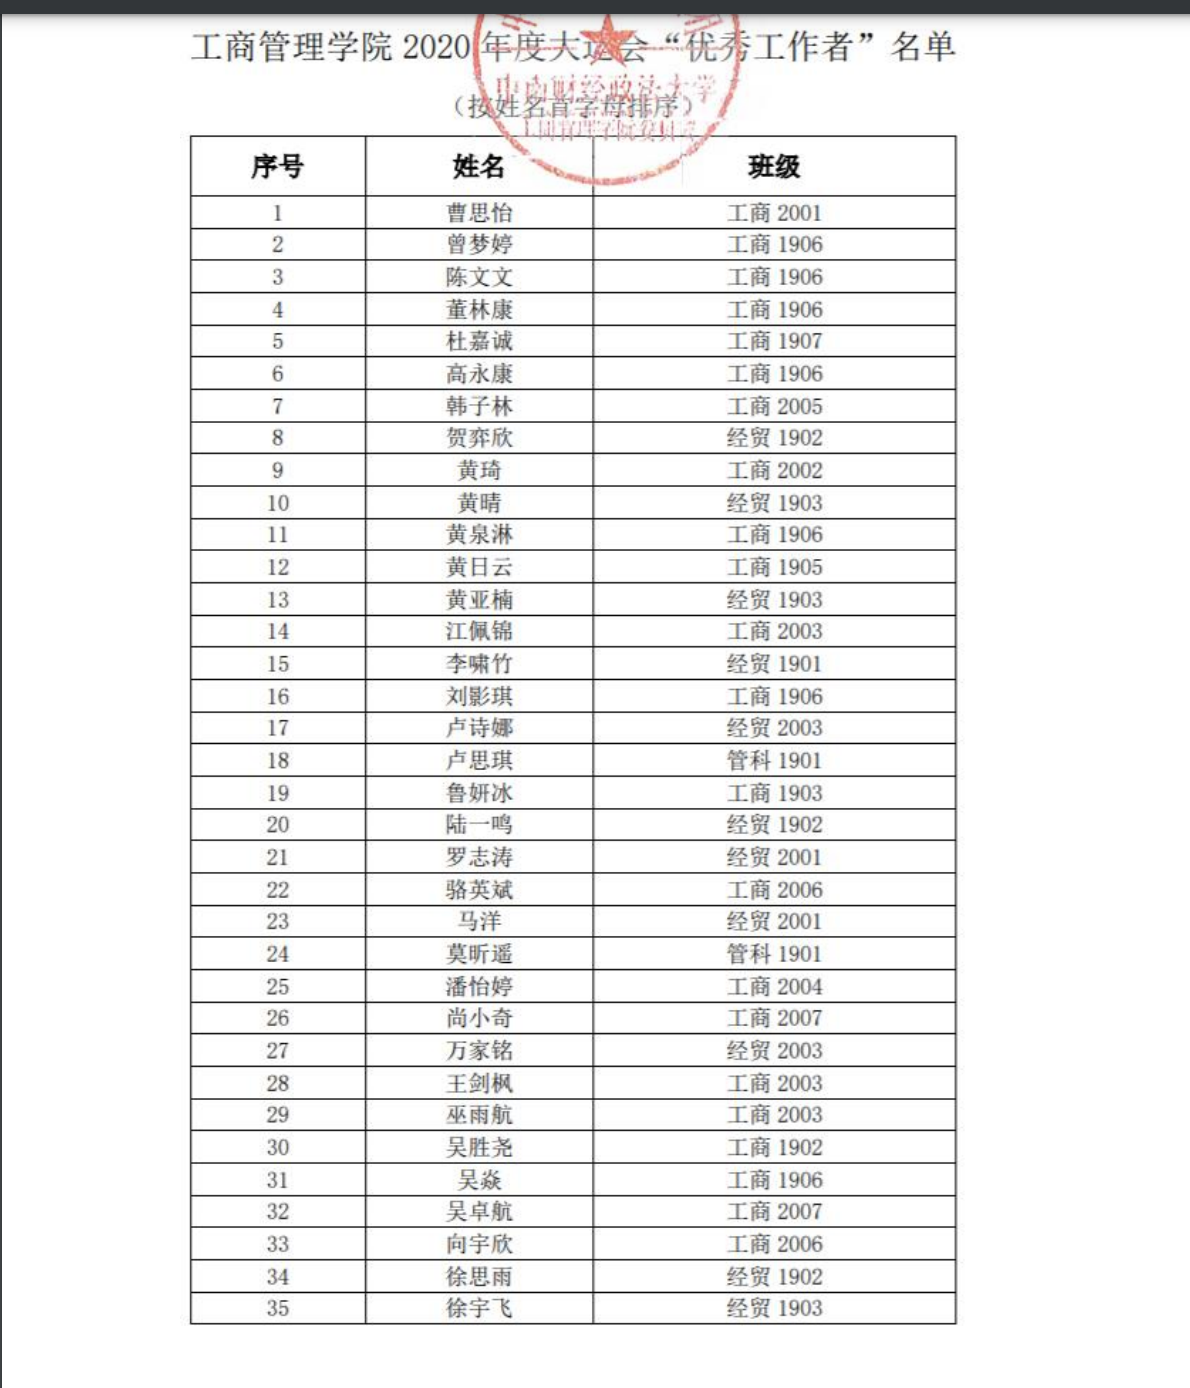 工商管理学院 2020 年度大运会“优秀工作者”名单
中南财经政法大学
（按姓名首字母排序）
工商管理学院委员会
序号 姓名 班级
1 曹思怡 工商 2001
2 曾梦婷 工商 1906
3 陈文文 工商 1906
4 董林康 工商 1906
5 杜嘉诚 工商 1907
6 高永康 工商 1906
7 韩子林 工商 2005
8 贺弈欣 经贸 1902
9 黄琦 工商 2002
10 黄晴 经贸 1903
11 黄泉淋 工商 1906
12 黄日云 工商 1905
13 黄亚楠 经贸 1903
14 江佩锦 工商 2003
15 李啸竹 经贸 1901
16 刘影琪 工商 1906
17 卢诗娜 经贸 2003
18 卢思琪 管科 1901
19 鲁妍冰 工商 1903
20 陆一鸣 经贸 1902
21 罗志涛 经贸 2001
22 骆英斌 工商 2006
23 马洋 经贸 2001
24 莫昕遥 管科 1901
25 潘怡婷 工商 2004
26 尚小奇 工商 2007
27 万家铭 经贸 2003
28 王剑枫 工商 2003
29 巫雨航 工商 2003
30 吴胜尧 工商 1902
31 吴焱 工商 1906
32 吴卓航 工商 2007
33 向宇欣 工商 2006
34 徐思雨 经贸 1902
35 徐宇飞 经贸 1903